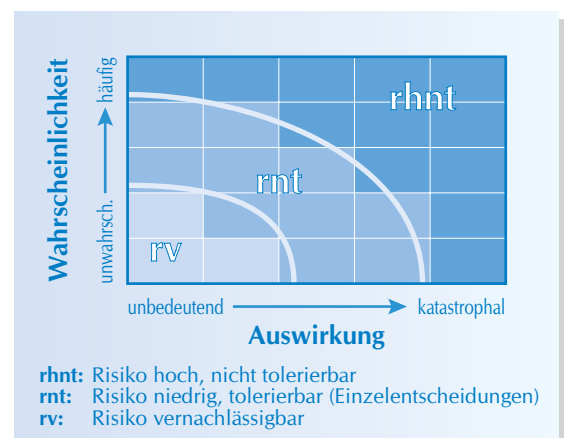 Wahrscheinlichkeit
unwahrsch. häufig
rhnt
rnt
rv
unbedeutend katastrophal
Auswirkung
rhnt: Risiko hoch, nicht tolerierbar
rnt: Risiko niedrig, tolerierbar (Einzelentscheidungen)
rv: Risiko vernachlässigbar